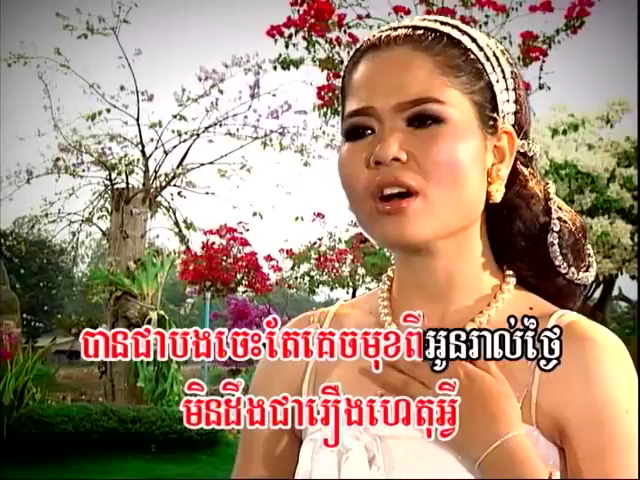 បានជាបងចេះតែគេចមុខពីអូនរាល់ថ្ងៃ
មិនដឹងជារឿងហេតុអ្វី